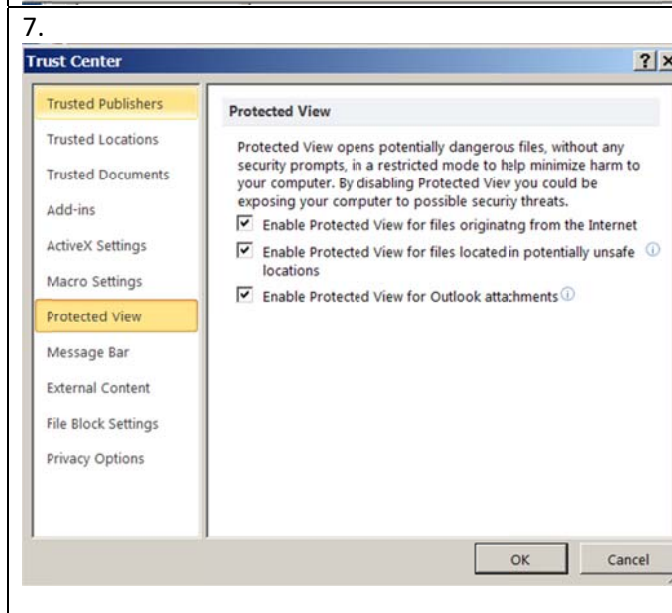 7.
Trust Center
Trusted Publishers
Trusted Locations
Trusted Documents
Add-ins
ActiveX Settings
Macro Settings
Protected View
Message Bar
External Content
File Block Settings
Privacy Options
Protected View
Protected View opens potentially dangerous files, without any
security prompts, in a restricted mode to help minimize harm to
your computer. By disabling Protected View you could be
exposing your computer to possible security threats.
Enable Protected View for files originatng from the Internet
Enable Protected View for files located in potentially unsafe
locations
Enable Protected View for Outlook attachments
OK
Cancel